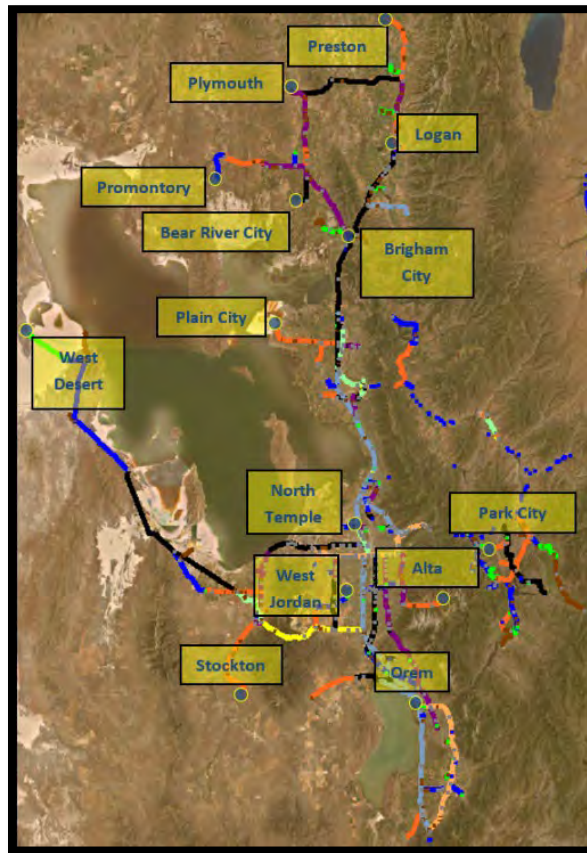 Preston
Plymouth
Logan
Promontory
Bear River City
Brigham
City
Plain City
West
Desert
North
Temple
Park City
West
Jordan
Alta
Stockton
Orem